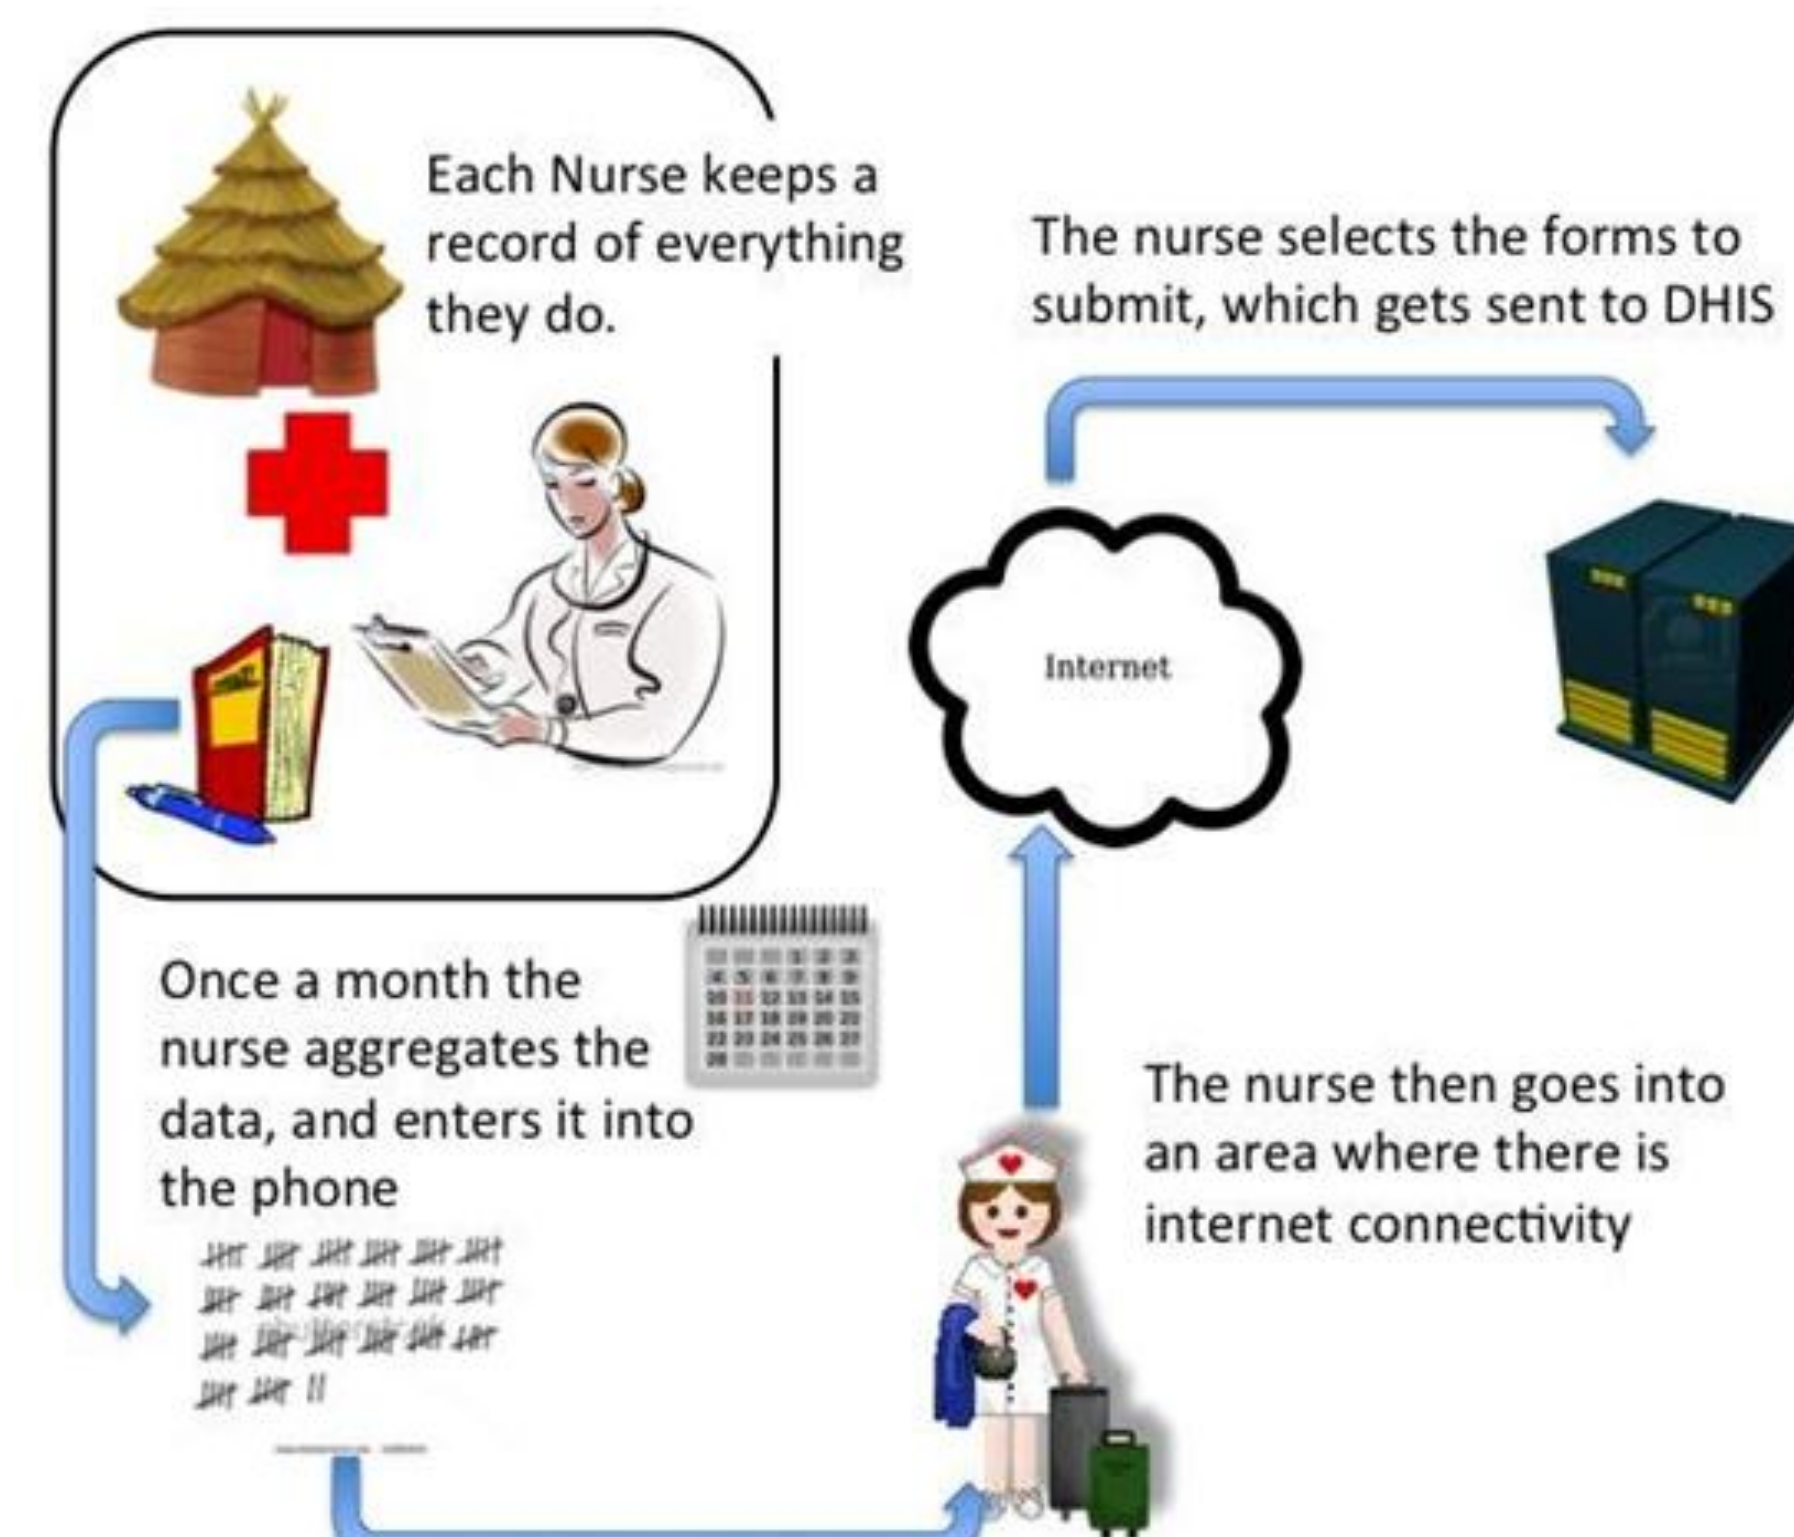 Each Nurse keeps a
record of everything
they do.
Once a month the
nurse aggregates the
data, and enters it into
the phone
The nurse then goes into
an area where there is
internet connectivity
Internet
The nurse selects the forms to
submit, which gets sent to DHIS